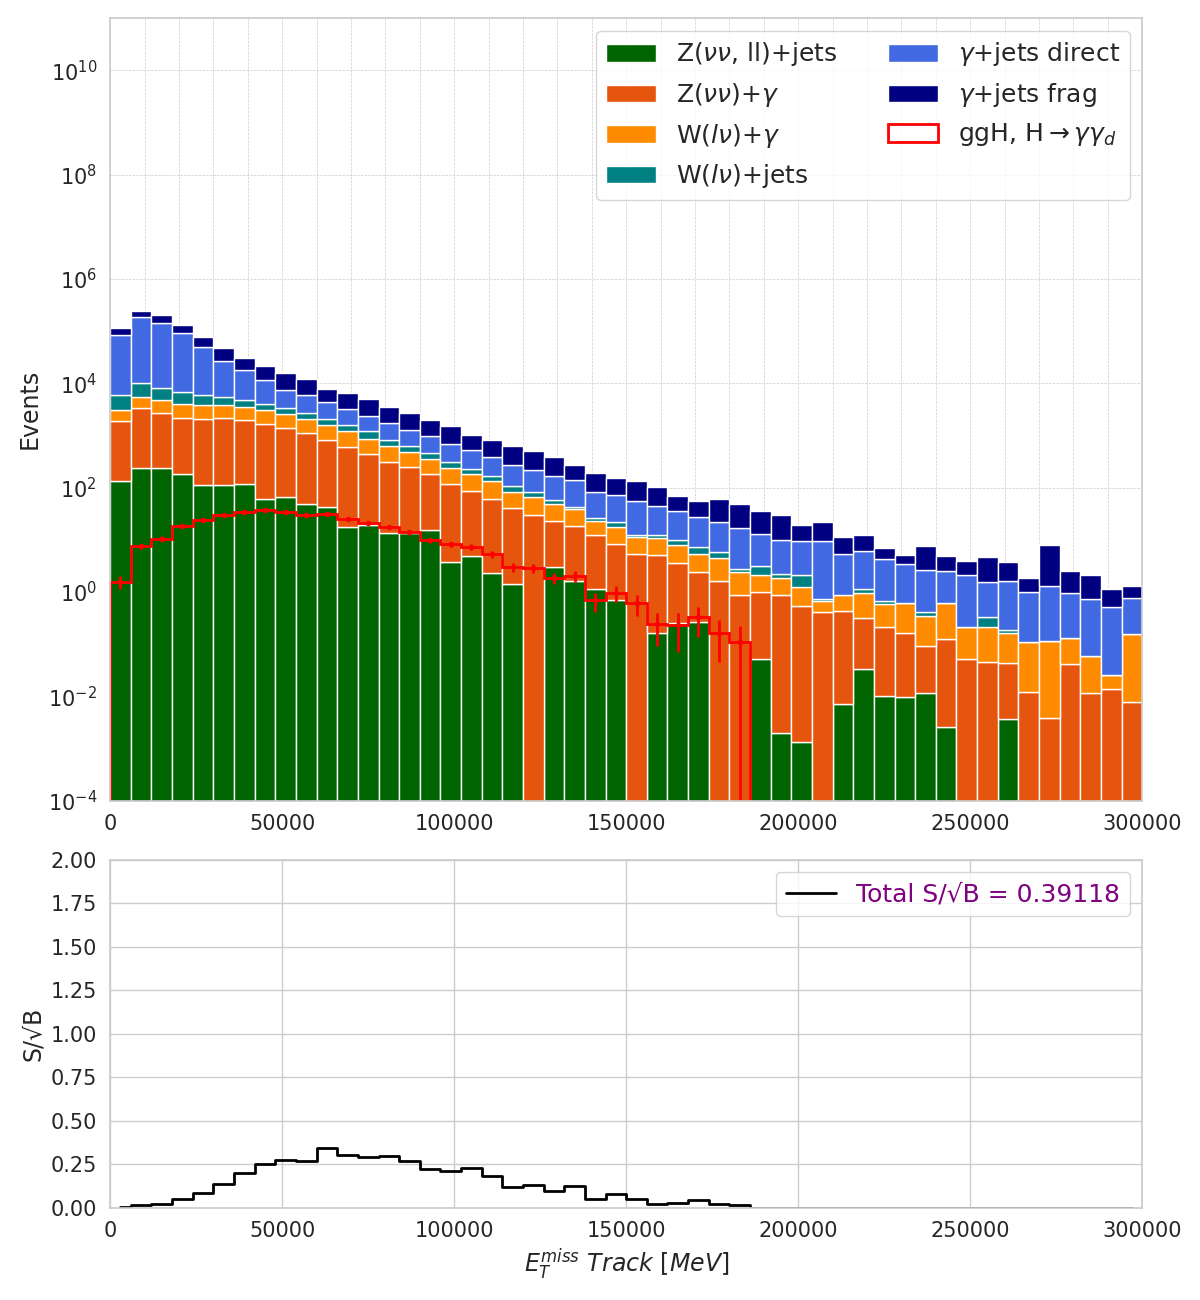 Z(νν, ll)+jets
Z(νν)+γ
W(lν)+γ
W(lν)+jets
γ+jets direct
γ+jets frag
ggH, H→γγ_d
Events
10^10
10^8
10^6
10^4
10^2
10^0
10^−2
10^−4
0 50000 100000 150000 200000 250000 300000
Total S/√B = 0.39118
S/√B
2.00
1.75
1.50
1.25
1.00
0.75
0.50
0.25
0.00
0 50000 100000 150000 200000 250000 300000
E_T^miss Track [MeV]